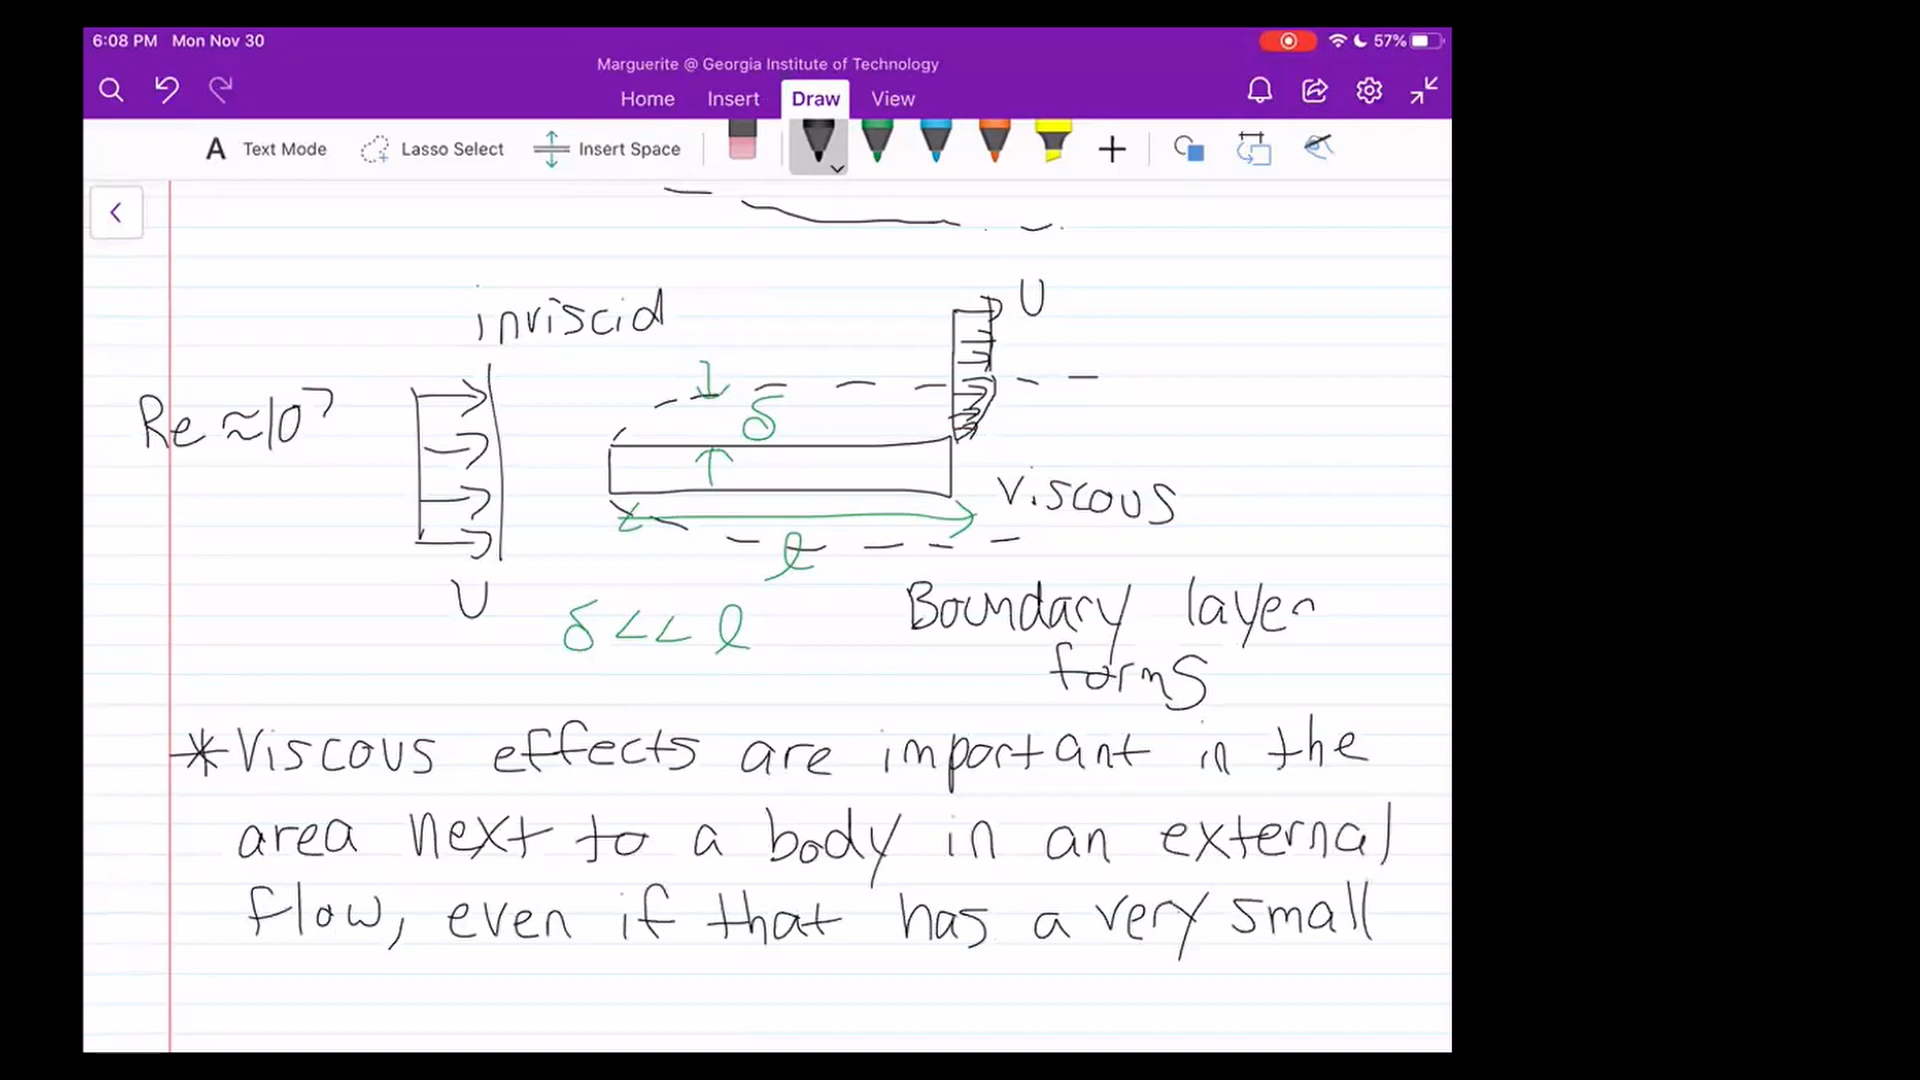 6:08 PM Mon Nov 30
57%
Marguerite @ Georgia Institute of Technology
Home Insert Draw View
A Text Mode Lasso Select Insert Space
U
inviscid
Re ≈ 10⁷
δ
viscous
l
U
δ << l
Boundary layer
forms
*Viscous effects are important in the
area next to a body in an external
flow, even if that has a very small